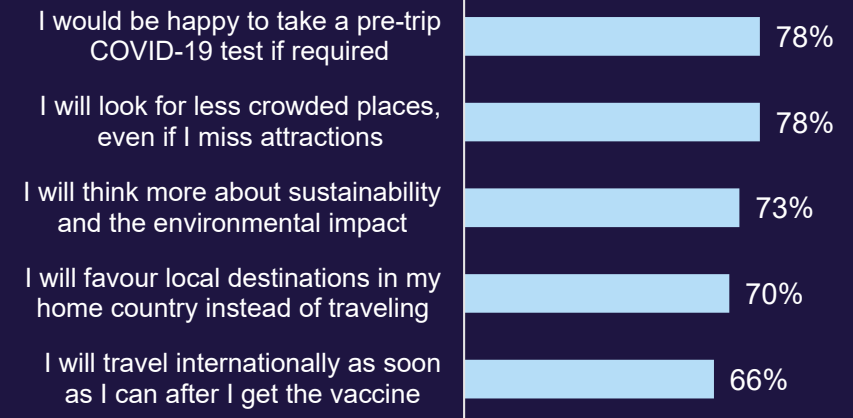 I would be happy to take a pre-trip
COVID-19 test if required
78%
I will look for less crowded places,
even if I miss attractions
78%
I will think more about sustainability
and the environmental impact
73%
I will favour local destinations in my
home country instead of traveling
70%
I will travel internationally as soon
as I can after I get the vaccine
66%